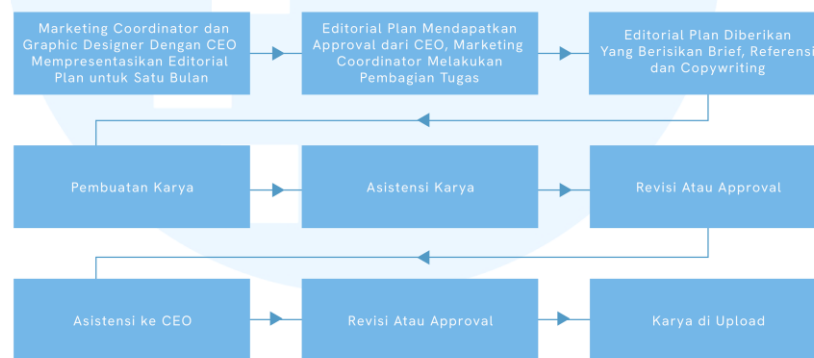 Marketing Coordinator dan
Graphic Designer Dengan CEO
Mempresentasikan Editorial
Plan untuk Satu Bulan
Editorial Plan Mendapatkan
Approval dari CEO, Marketing
Coordinator Melakukan
Pembagian Tugas
Editorial Plan Diberikan
Yang Berisikan Brief, Referensi
dan Copywriting
Pembuatan Karya
Asistensi Karya
Revisi Atau Approval
Asistensi ke CEO
Revisi Atau Approval
Karya di Upload